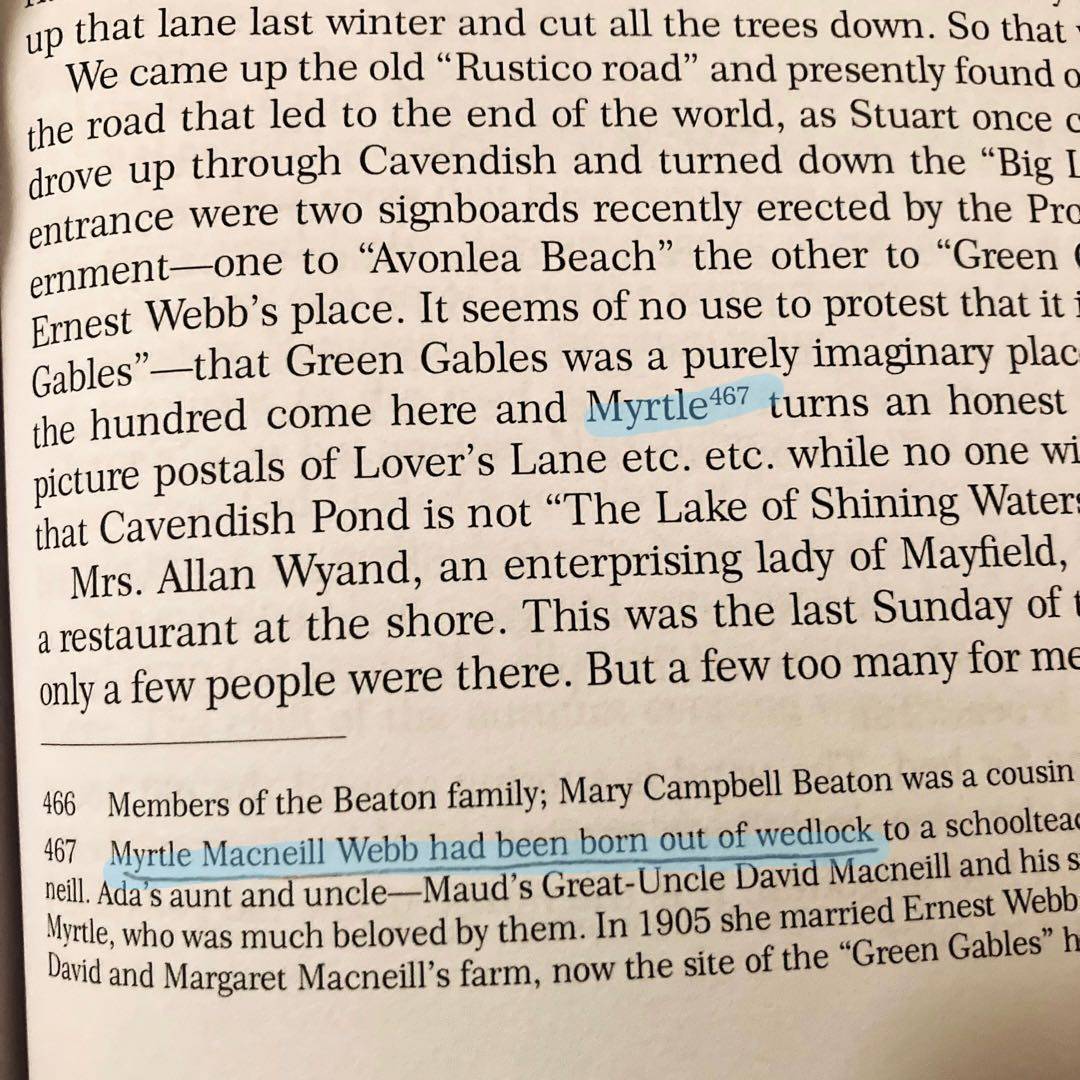 up that lane last winter and cut all the trees down. So that
We came up the old “Rustico road” and presently found
the road that led to the end of the world, as Stuart once
drove up through Cavendish and turned down the “Big
entrance were two signboards recently erected by the
ernment—one to “Avonlea Beach” the other to “Green
Ernest Webb’s place. It seems of no use to protest that it
Gables”—that Green Gables was a purely imaginary
the hundred come here and Myrtle467 turns an honest
picture postals of Lover’s Lane etc. etc. while no one
that Cavendish Pond is not “The Lake of Shining Waters
Mrs. Allan Wyand, an enterprising lady of Mayfield,
a restaurant at the shore. This was the last Sunday of
only a few people were there. But a few too many for me
466 Members of the Beaton family; Mary Campbell Beaton was a cousin
467 Myrtle Macneill Webb had been born out of wedlock to a
neill. Ada’s aunt and uncle—Maud’s Great-Uncle David Macneill and his
Myrtle, who was much beloved by them. In 1905 she married Ernest Webb
David and Margaret Macneill’s farm, now the site of the “Green Gables”